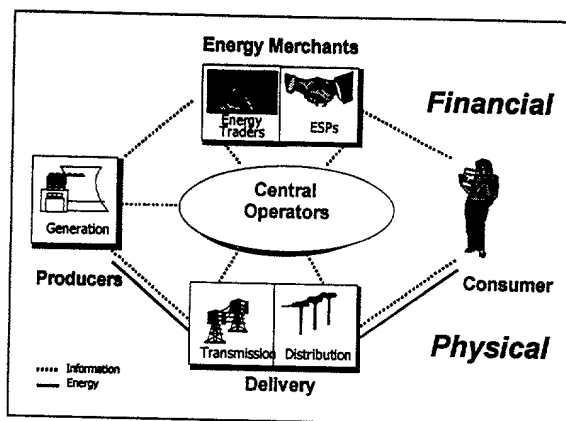 Energy Merchants
Financial
Energy
Traders
ESPs
Central
Operators
Generation
Producers
Consumer
Transmission
Distribution
Physical
Information
Energy
Delivery